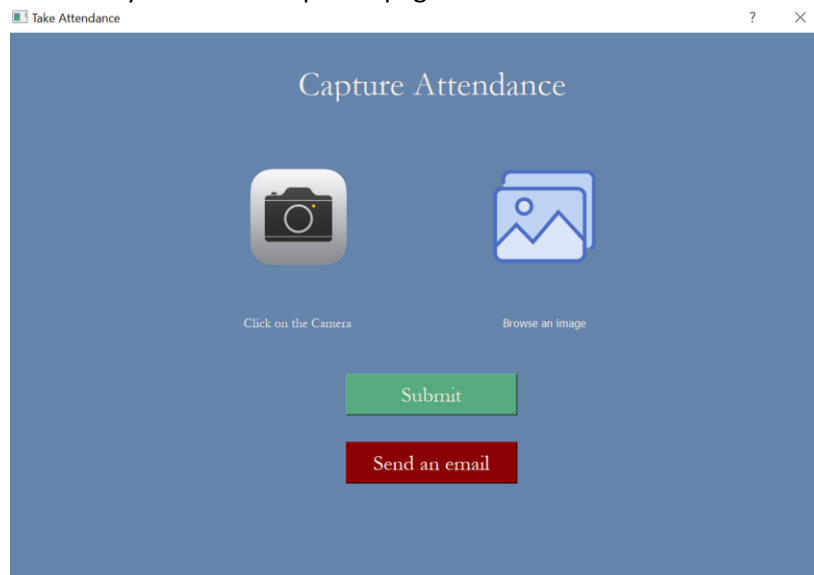 Take Attendance ?
Capture Attendance
Click on the Camera Browse an image
Submit
Send an email